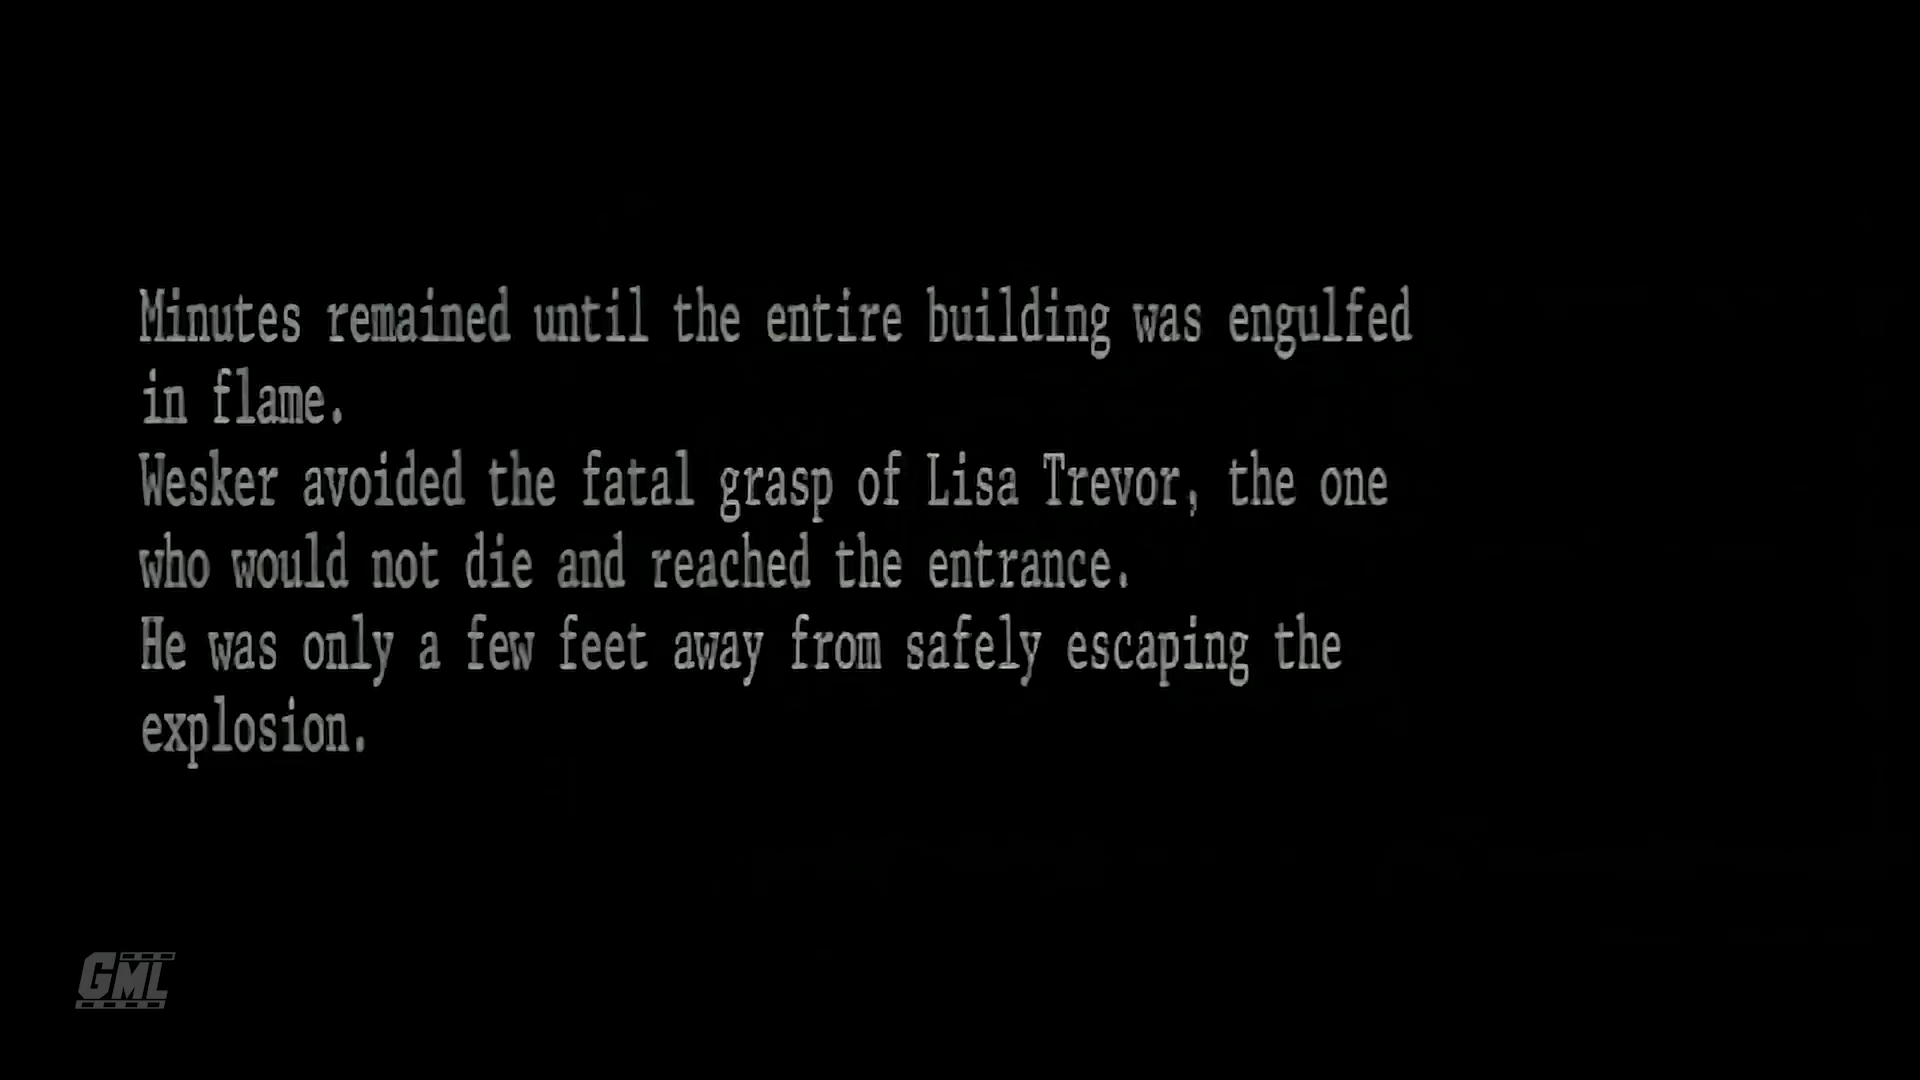 Minutes remained until the entire building was engulfed
in flame.
Wesker avoided the fatal grasp of Lisa Trevor, the one
who would not die and reached the entrance.
He was only a few feet away from safely escaping the
explosion.
GML